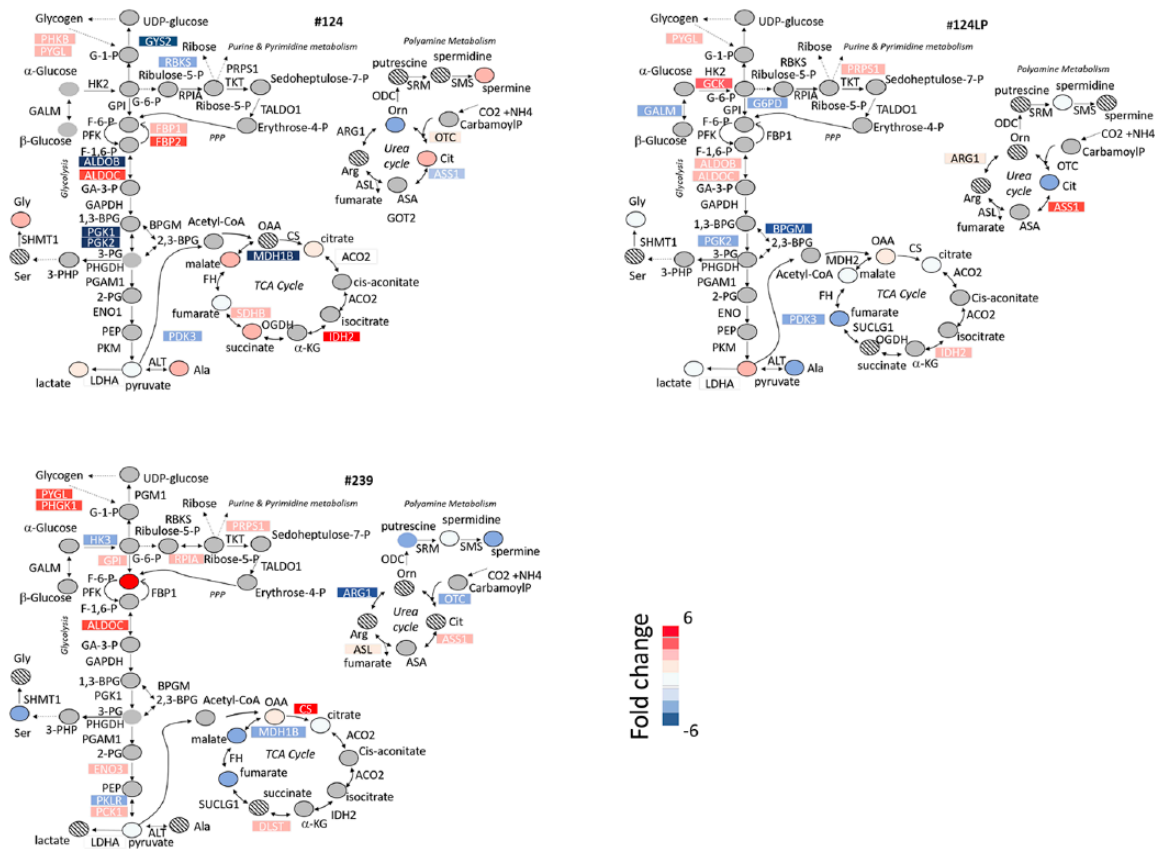 #124
Glycogen
UDP-glucose
PHKB
PYGL
GYS2
G-1-P
RBKS
Ribose
Purine & Pyrimidine metabolism
α-Glucose
HK2
Ribulose-5-P
PRPS1
TKT
Sedoheptulose-7-P
GPI
G-6-P
RPIA
Ribose-5-P
GALM
TALDO1
F-6-P
FBP1
PFK
FBP2
PPP
Erythrose-4-P
β-Glucose
F-1,6-P
ALDOB
ALDOC
Glycolysis
GA-3-P
GAPDH
Gly
1,3-BPG
PGK1
PGK2
BPGM
2,3-BPG
SHMT1
3-PG
3-PHP
PHGDH
Ser
PGAM1
2-PG
ENO1
PEP
PKM
lactate
LDHA
pyruvate
ALT
Ala
PDK3
Acetyl-CoA
OAA
CS
citrate
malate
MDH1B
ACO2
FH
TCA Cycle
cis-aconitate
fumarate
SDHB
ACO2
OGDH
isocitrate
succinate
α-KG
IDH2
Polyamine Metabolism
putrescine
spermidine
SRM
SMS
spermine
ODC
Orn
CO2 +NH4
CarbamoylP
ARG1
OTC
Urea
cycle
Cit
Arg
ASS1
ASL
fumarate
ASA
GOT2
#124LP
Glycogen
UDP-glucose
PYGL
G-1-P
RBKS
Ribose
Purine & Pyrimidine metabolism
α-Glucose
HK2
GCK
Ribulose-5-P
PRPS1
TKT
Sedoheptulose-7-P
G-6-P
GPI
G6PD
RPIA
Ribose-5-P
GALM
TALDO1
F-6-P
PFK
FBP1
PPP
Erythrose-4-P
β-Glucose
F-1,6-P
ALDOB
ALDOC
Glycolysis
GA-3-P
GAPDH
Gly
1,3-BPG
PGK2
BPGM
2,3-BPG
SHMT1
3-PG
3-PHP
PHGDH
Ser
PGAM1
2-PG
ENO
PEP
PKM
lactate
LDHA
pyruvate
ALT
Ala
PDK3
Acetyl-CoA
MDH2
OAA
CS
citrate
malate
ACO2
FH
TCA Cycle
Cis-aconitate
fumarate
ACO2
SUCLG1
OGDH
isocitrate
succinate
α-KG
IDH2
Polyamine Metabolism
putrescine
spermidine
SRM
SMS
spermine
ODC
Orn
CO2 +NH4
CarbamoylP
ARG1
OTC
Urea
cycle
Cit
Arg
ASS1
ASL
fumarate
ASA
#239
Glycogen
UDP-glucose
PYGL
PHGK1
PGM1
G-1-P
RBKS
Ribose
Purine & Pyrimidine metabolism
α-Glucose
HK3
Ribulose-5-P
PRPS1
TKT
Sedoheptulose-7-P
G-6-P
GPI
RPIA
Ribose-5-P
GALM
TALDO1
F-6-P
PFK
FBP1
PPP
Erythrose-4-P
β-Glucose
F-1,6-P
ALDOC
Glycolysis
GA-3-P
GAPDH
Gly
1,3-BPG
PGK1
BPGM
2,3-BPG
SHMT1
3-PG
3-PHP
PHGDH
Ser
PGAM1
2-PG
ENO3
PEP
PKLR
PCK1
lactate
LDHA
pyruvate
ALT
Ala
Acetyl-CoA
OAA
CS
citrate
malate
MDH1B
ACO2
FH
TCA Cycle
Cis-aconitate
fumarate
ACO2
SUCLG1
succinate
isocitrate
DLST
α-KG
IDH2
Polyamine Metabolism
putrescine
spermidine
SRM
SMS
spermine
ODC
Orn
CO2 +NH4
CarbamoylP
ARG1
OTC
Urea
cycle
Cit
Arg
ASS1
ASL
fumarate
ASA
Fold change
6
-6